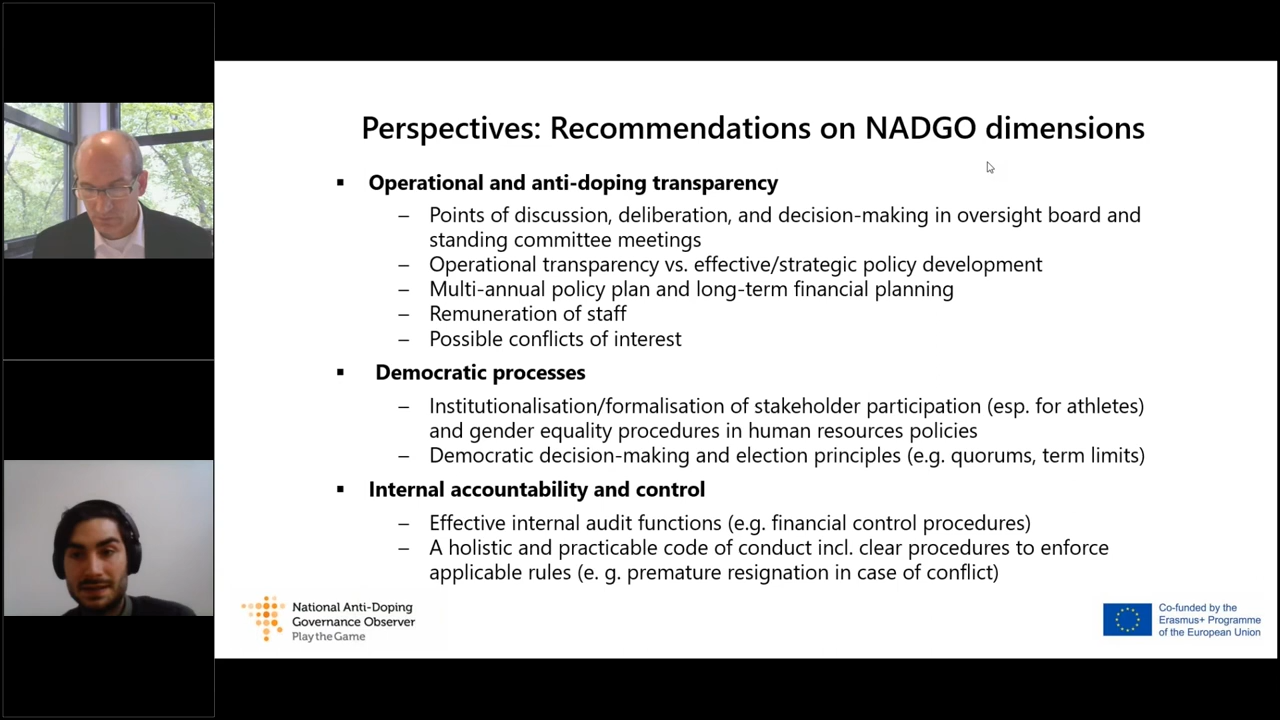 Perspectives: Recommendations on NADGO dimensions
▪ Operational and anti-doping transparency
– Points of discussion, deliberation, and decision-making in oversight board and
standing committee meetings
– Operational transparency vs. effective/strategic policy development
– Multi-annual policy plan and long-term financial planning
– Remuneration of staff
– Possible conflicts of interest
▪ Democratic processes
– Institutionalisation/formalisation of stakeholder participation (esp. for athletes)
and gender equality procedures in human resources policies
– Democratic decision-making and election principles (e.g. quorums, term limits)
▪ Internal accountability and control
– Effective internal audit functions (e.g. financial control procedures)
– A holistic and practicable code of conduct incl. clear procedures to enforce
applicable rules (e. g. premature resignation in case of conflict)
National Anti-Doping
Governance Observer
Play the Game
Co-funded by the
Erasmus+ Programme
of the European Union